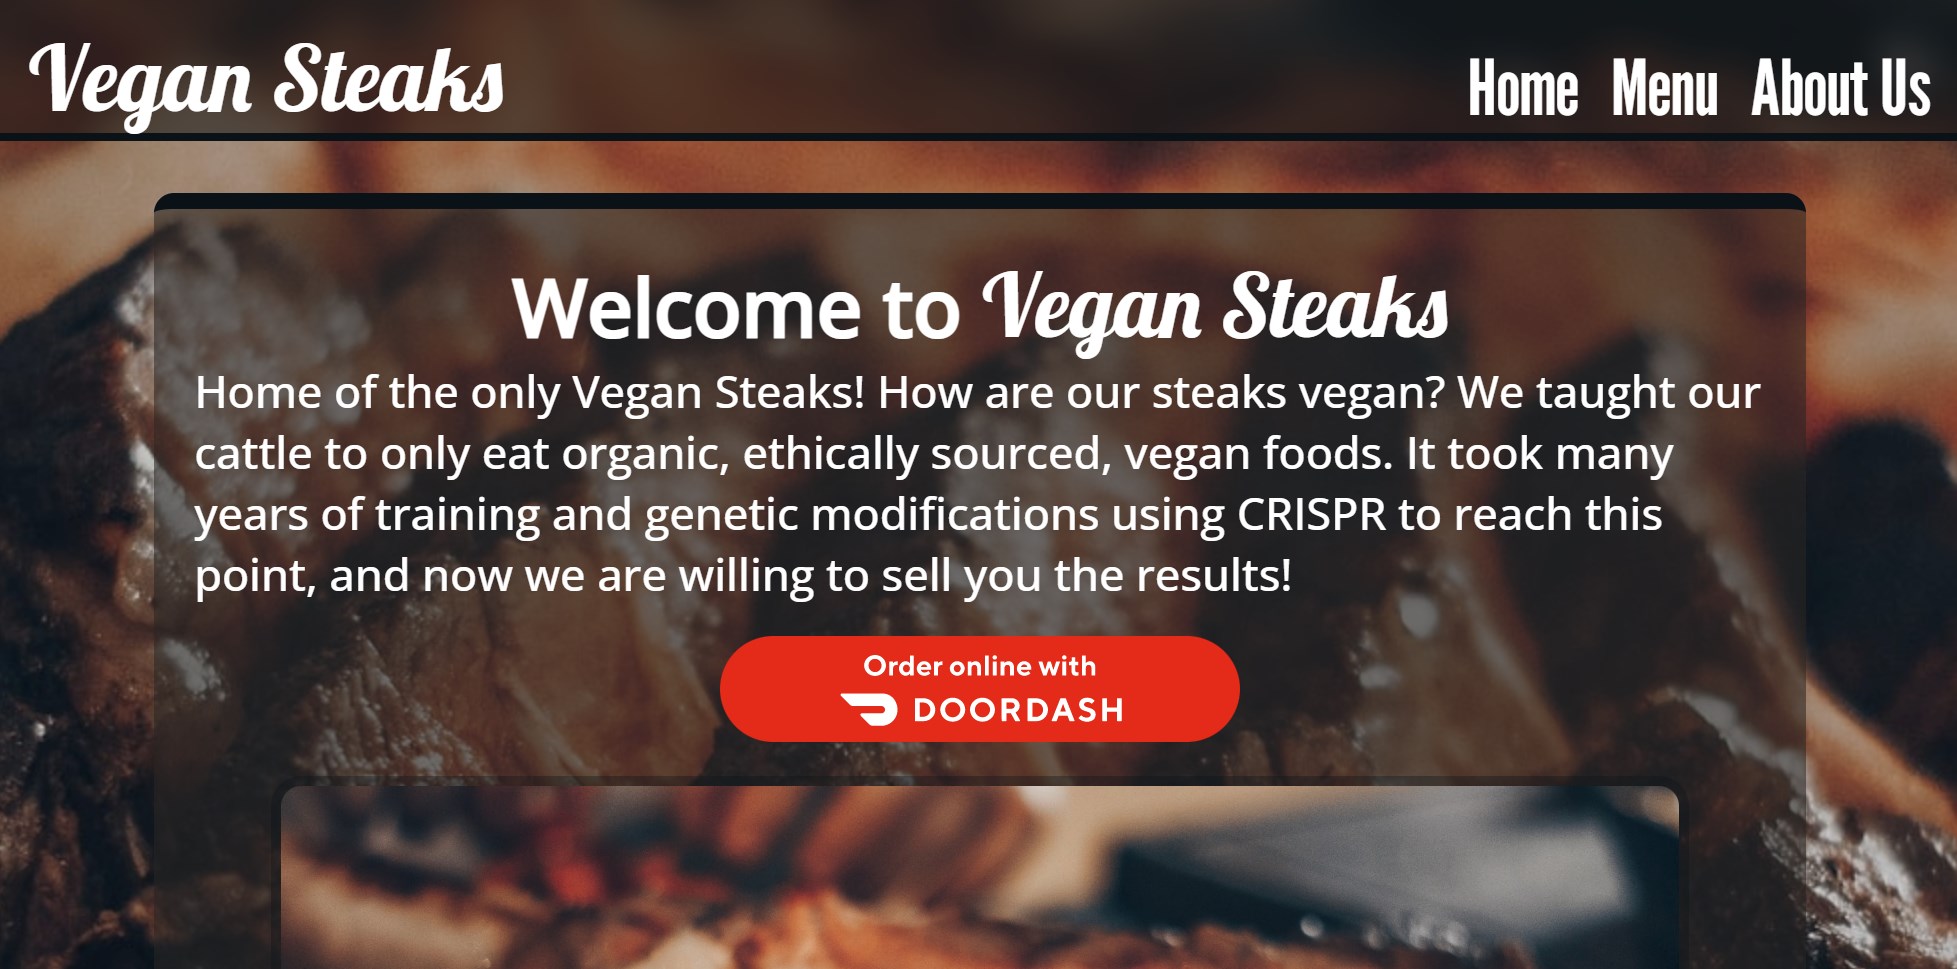 Vegan Steaks
Home Menu About Us
Welcome to Vegan Steaks
Home of the only Vegan Steaks! How are our steaks vegan? We taught our
cattle to only eat organic, ethically sourced, vegan foods. It took many
years of training and genetic modifications using CRISPR to reach this
point, and now we are willing to sell you the results!
Order online with
DOORDASH